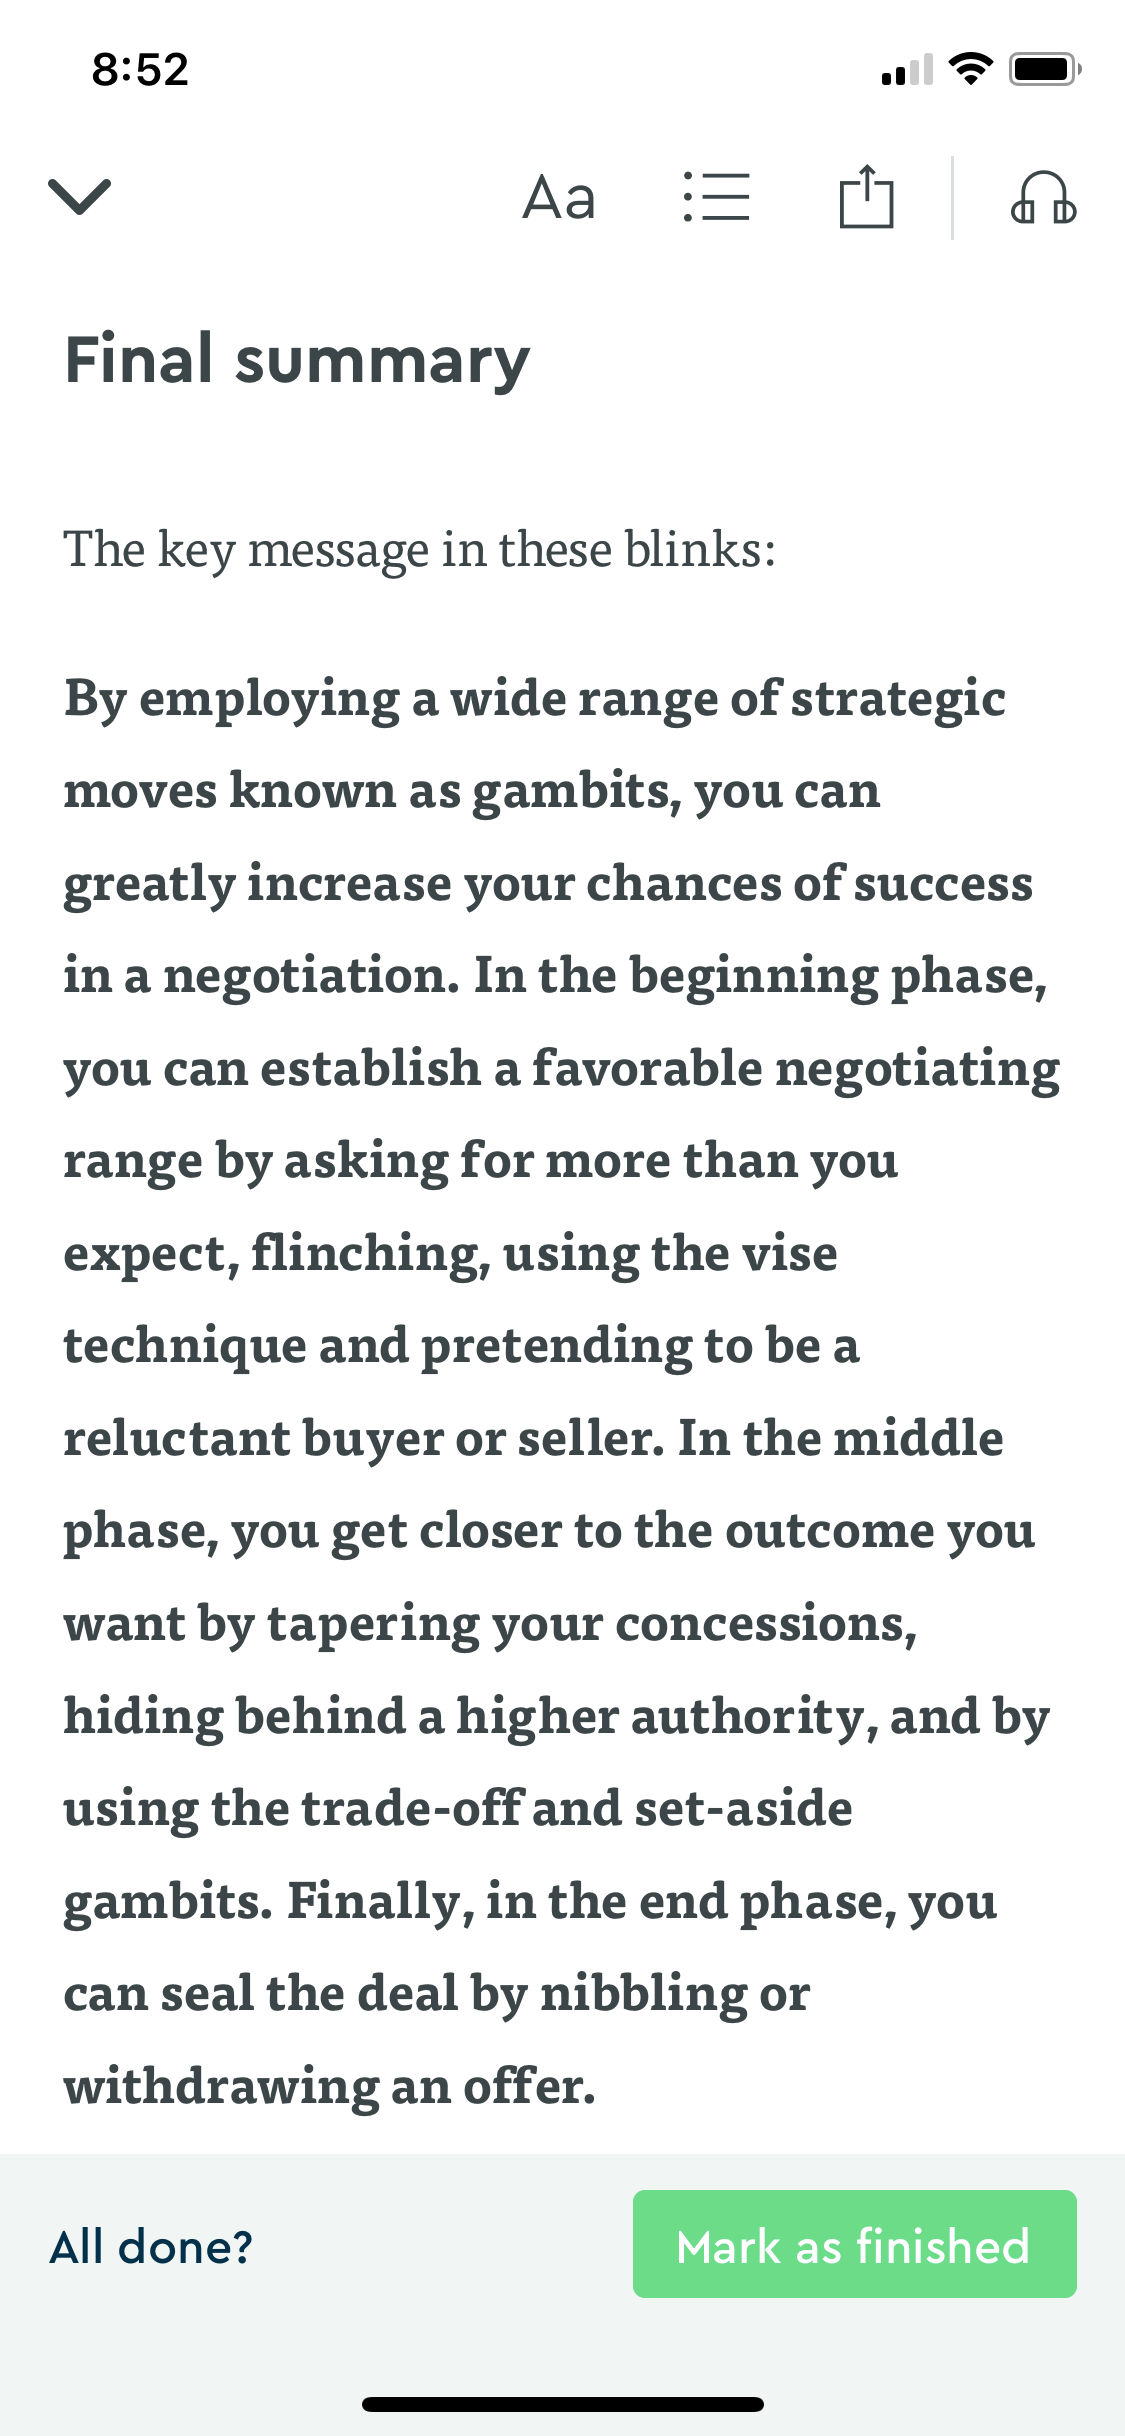 8:52
Aa
Final summary
The key message in these blinks:
By employing a wide range of strategic
moves known as gambits, you can
greatly increase your chances of success
in a negotiation. In the beginning phase,
you can establish a favorable negotiating
range by asking for more than you
expect, flinching, using the vise
technique and pretending to be a
reluctant buyer or seller. In the middle
phase, you get closer to the outcome you
want by tapering your concessions,
hiding behind a higher authority, and by
using the trade-off and set-aside
gambits. Finally, in the end phase, you
can seal the deal by nibbling or
withdrawing an offer.
All done?
Mark as finished